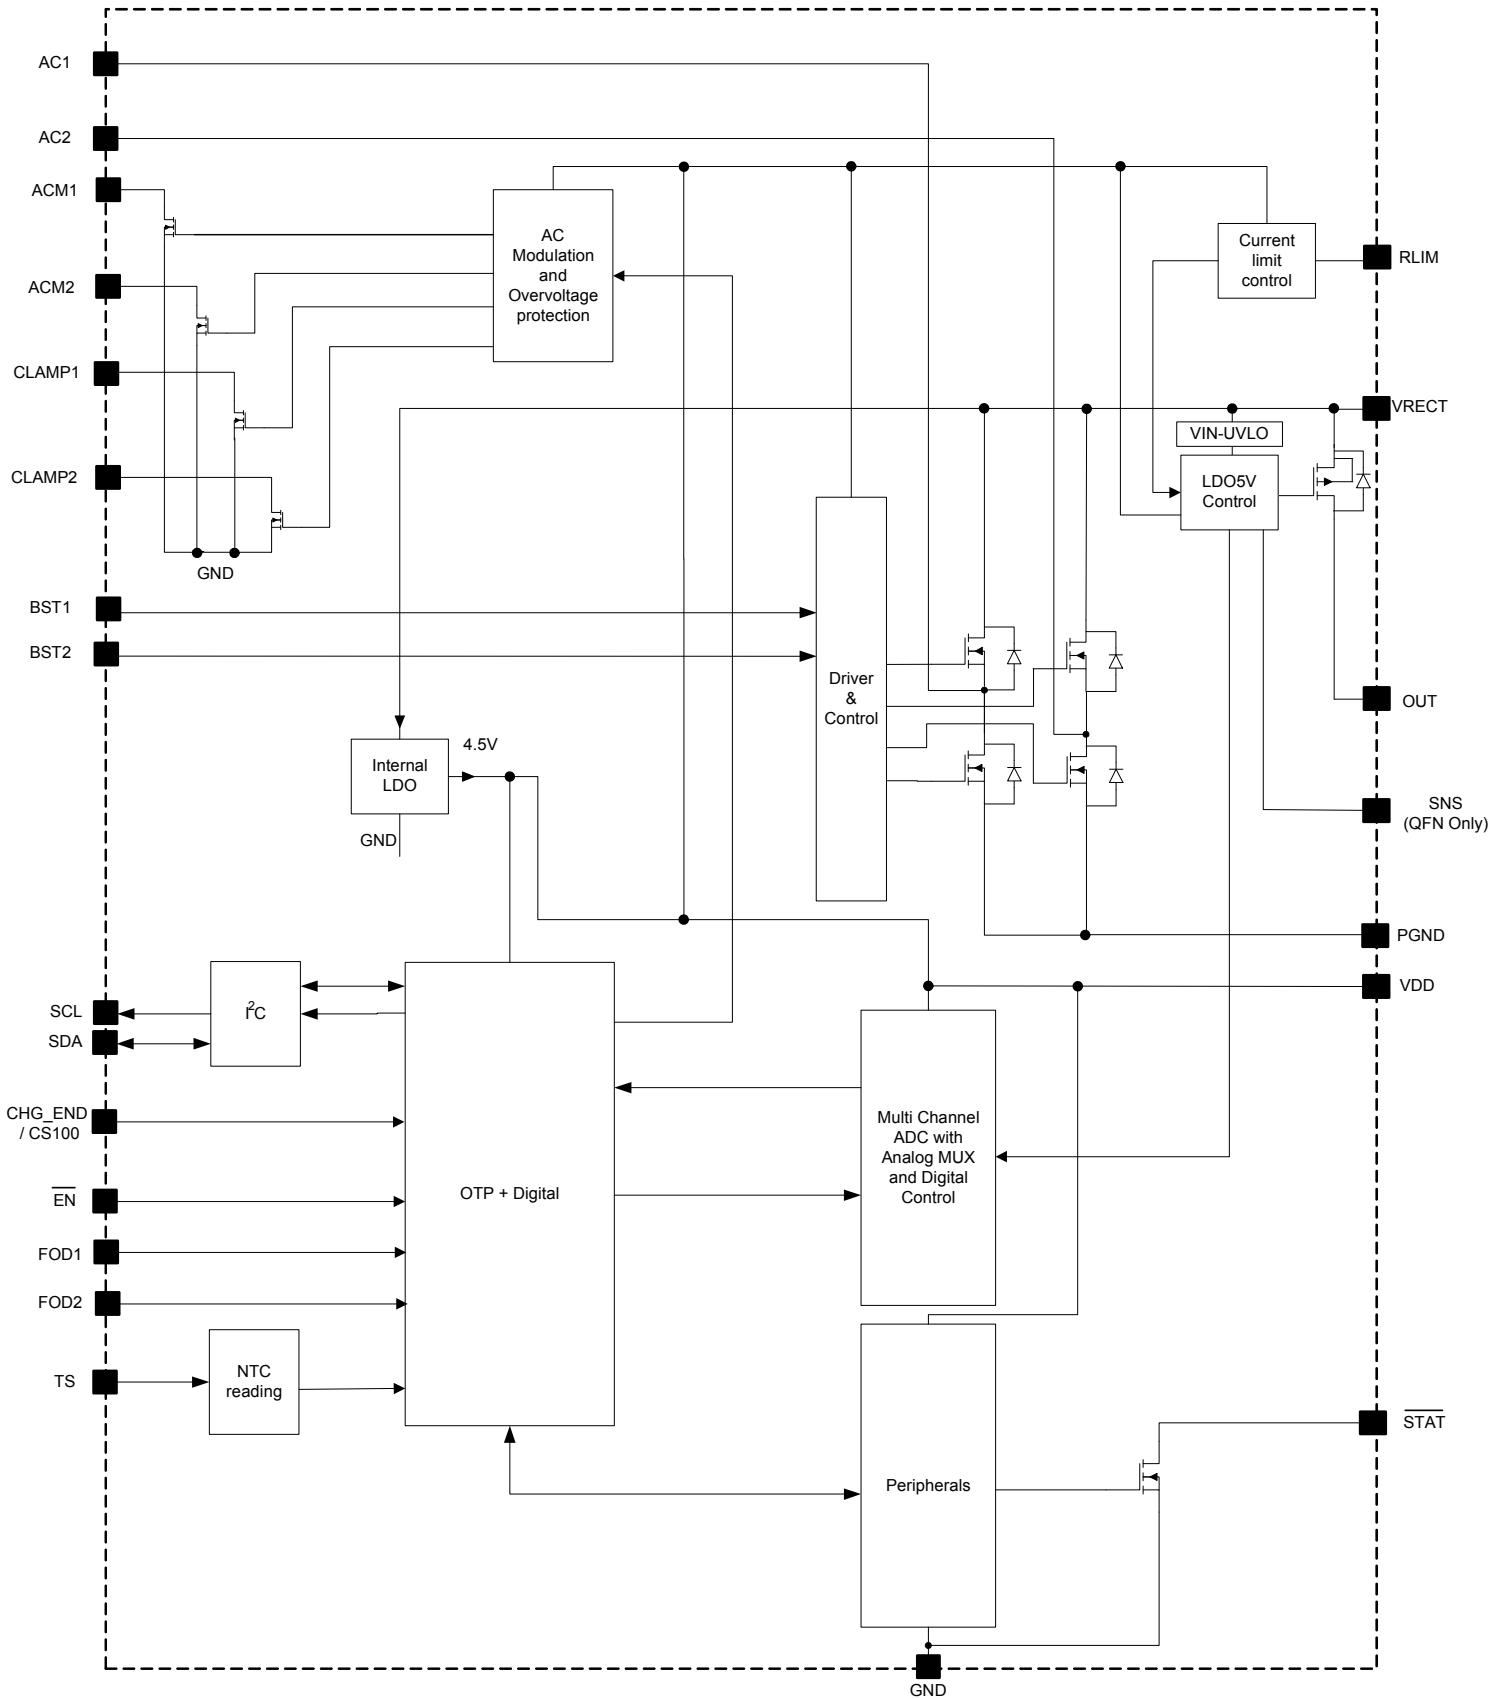 AC1
AC2
ACM1
ACM2
CLAMP1
CLAMP2
GND
AC
Modulation
and
Overvoltage
protection
Current
limit
control
RLIM
VRECT
VIN-UVLO
LDO5V
Control
BST1
BST2
Driver
&
Control
OUT
4.5V
Internal
LDO
GND
SNS
(QFN Only)
PGND
VDD
SCL
SDA
I2C
CHG_END
/ CS100
EN
FOD1
FOD2
TS
NTC
reading
OTP + Digital
Multi Channel
ADC with
Analog MUX
and Digital
Control
Peripherals
STAT
GND